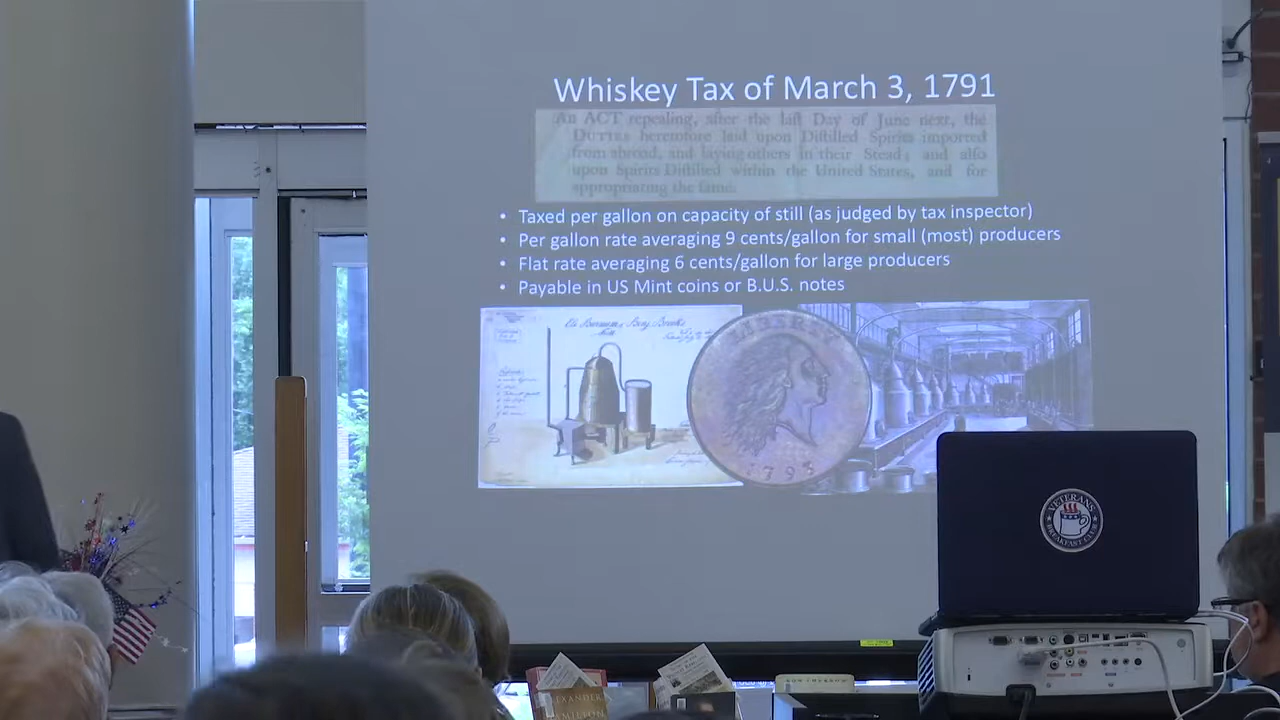 Whiskey Tax of March 3, 1791
An ACT repealing, after the laſt Day of June next, the
DUTIES heretofore laid upon Diſtilled Spirits imported
from abroad, and laying others in their Stead; and alſo
upon Spirits Diſtilled within the United States, and for
appropriating the ſame.
• Taxed per gallon on capacity of still (as judged by tax inspector)
• Per gallon rate averaging 9 cents/gallon for small (most) producers
• Flat rate averaging 6 cents/gallon for large producers
• Payable in US Mint coins or B.U.S. notes
LIBERTY
1793
VETERANS
BREAKFAST CLUB